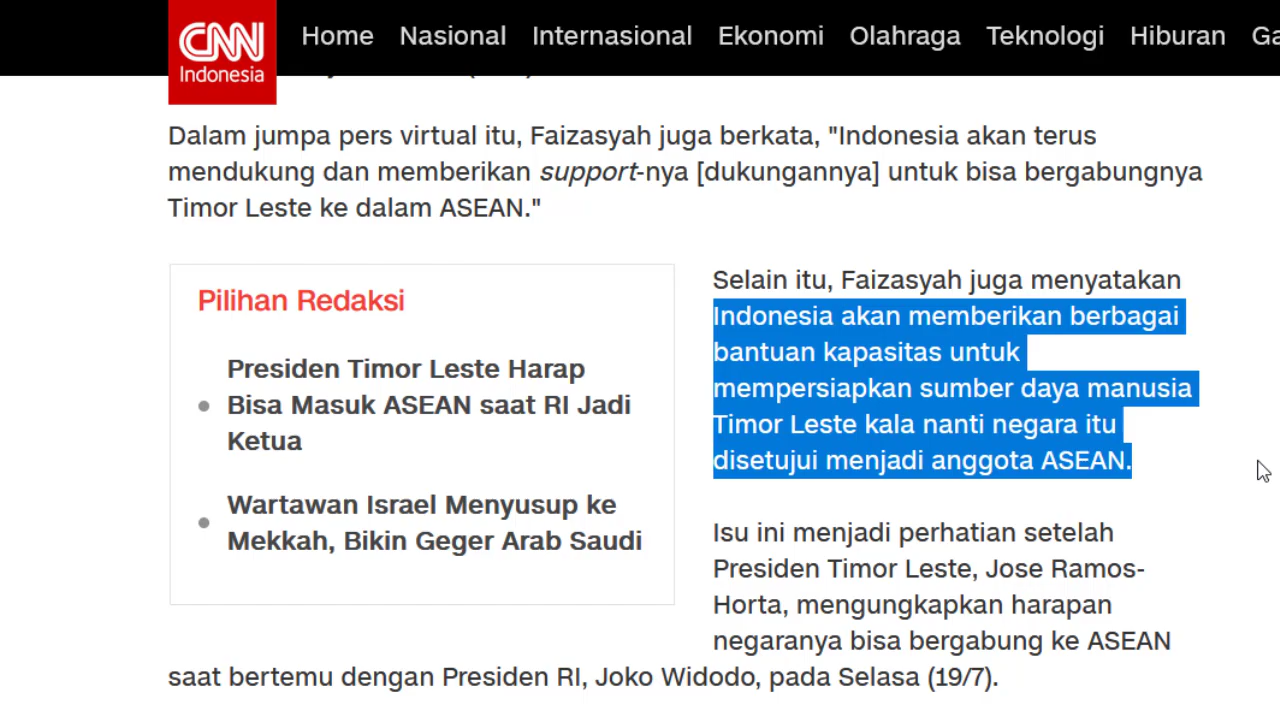 CNN
Indonesia
Home Nasional Internasional Ekonomi Olahraga Teknologi Hiburan
Dalam jumpa pers virtual itu, Faizasyah juga berkata, "Indonesia akan terus
mendukung dan memberikan support-nya [dukungannya] untuk bisa bergabungnya
Timor Leste ke dalam ASEAN."
Pilihan Redaksi
Presiden Timor Leste Harap
Bisa Masuk ASEAN saat RI Jadi
Ketua
Wartawan Israel Menyusup ke
Mekkah, Bikin Geger Arab Saudi
Selain itu, Faizasyah juga menyatakan
Indonesia akan memberikan berbagai
bantuan kapasitas untuk
mempersiapkan sumber daya manusia
Timor Leste kala nanti negara itu
disetujui menjadi anggota ASEAN.
Isu ini menjadi perhatian setelah
Presiden Timor Leste, Jose Ramos-
Horta, mengungkapkan harapan
negaranya bisa bergabung ke ASEAN
saat bertemu dengan Presiden RI, Joko Widodo, pada Selasa (19/7).